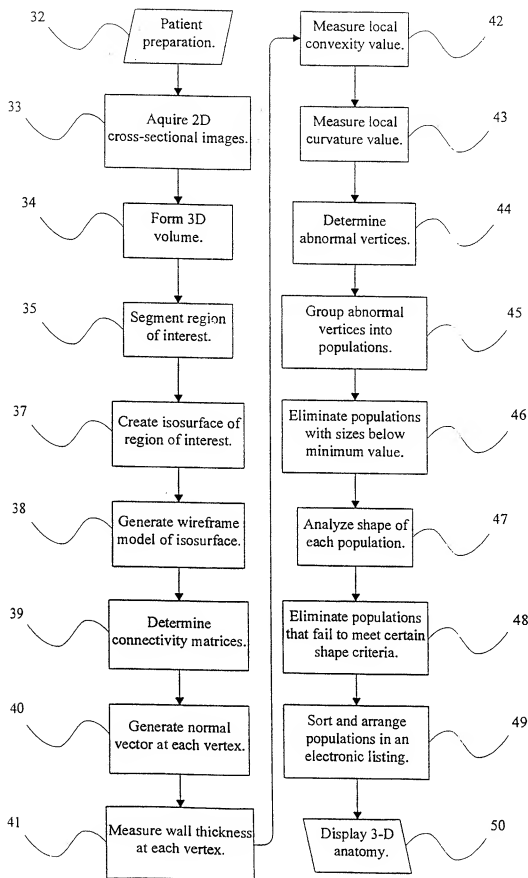 32
Patient
preparation.
33
Aquire 2D
cross-sectional images.
34
Form 3D
volume.
35
Segment region
of interest.
37
Create isosurface of
region of interest.
38
Generate wireframe
model of isosurface.
39
Determine
connectivity matrices.
40
Generate normal
vector at each vertex.
41
Measure wall thickness
at each vertex.
42
Measure local
convexity value.
43
Measure local
curvature value.
44
Determine
abnormal vertices.
45
Group abnormal
vertices into
populations.
46
Eliminate populations
with sizes below
minimum value.
47
Analyze shape of
each population.
48
Eliminate populations
that fail to meet certain
shape criteria.
49
Sort and arrange
populations in an
electronic listing.
50
Display 3-D
anatomy.